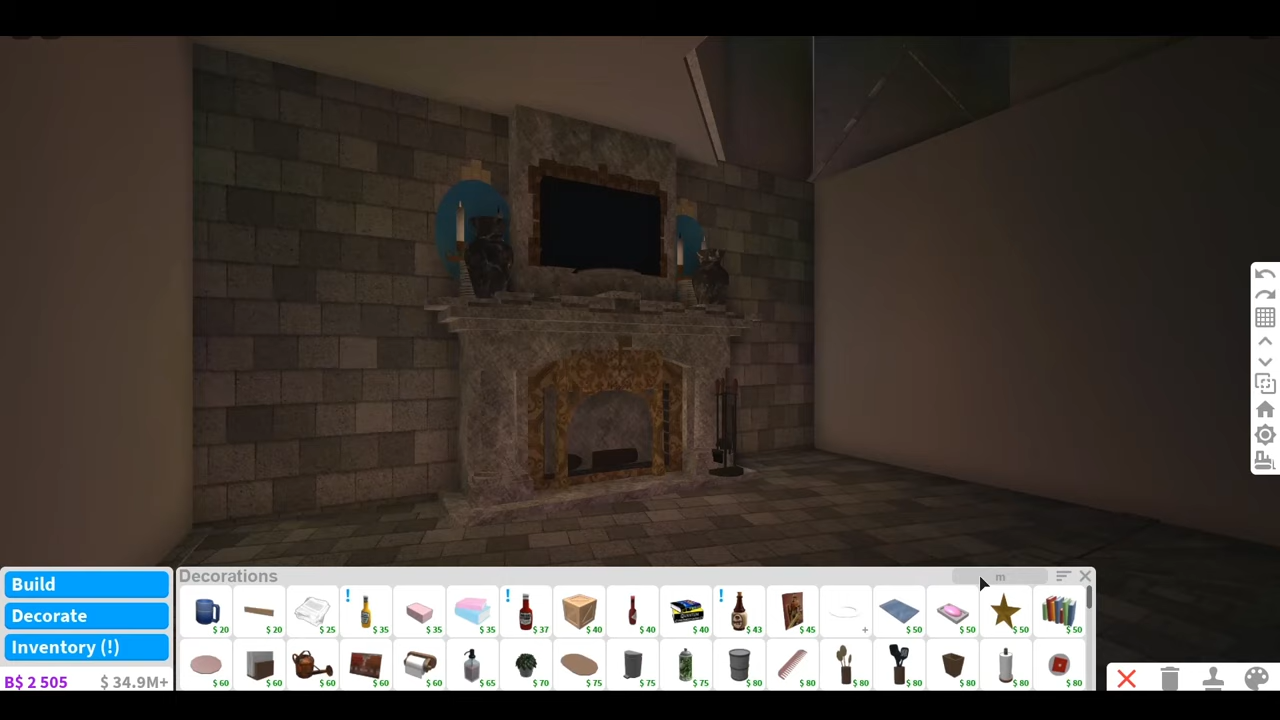 Build
Decorate
Inventory (!)
B$ 2 505 $ 34.9M+
Decorations m
$ 20 $ 20 $ 25 ! $ 35 $ 35 $ 35 ! $ 37 $ 40 $ 40 $ 40 ! $ 43 $ 45 + $ 50 $ 50 $ 50 $ 50
$ 60 $ 60 $ 60 $ 60 $ 60 $ 65 $ 70 $ 75 $ 75 $ 75 $ 80 $ 80 $ 80 $ 80 $ 80 $ 80 $ 80